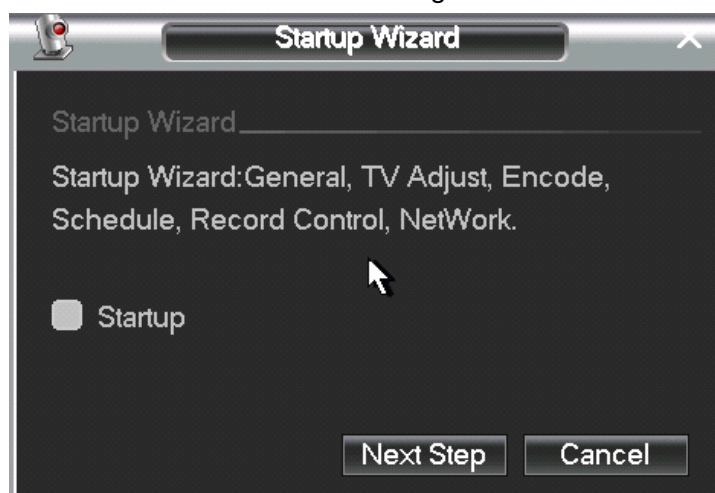 Startup Wizard
Startup Wizard
Startup Wizard:General, TV Adjust, Encode,
Schedule, Record Control, NetWork.
Startup
Next Step Cancel